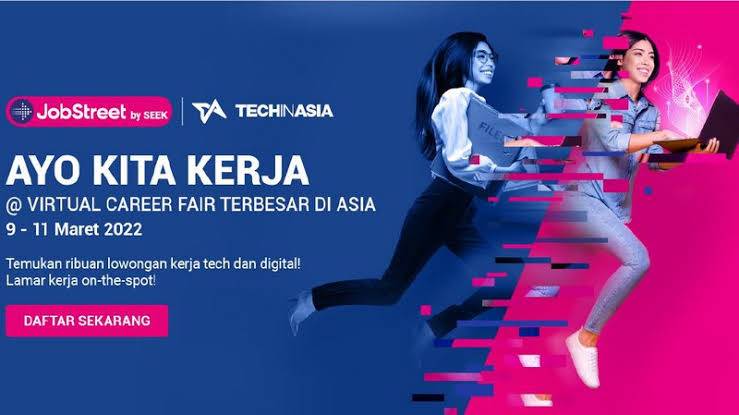 JobStreet by SEEK
TECHINASIA
AYO KITA KERJA
@ VIRTUAL CAREER FAIR TERBESAR DI ASIA
9 - 11 Maret 2022
Temukan ribuan lowongan kerja tech dan digital!
Lamar kerja on-the-spot!
DAFTAR SEKARANG
FILES